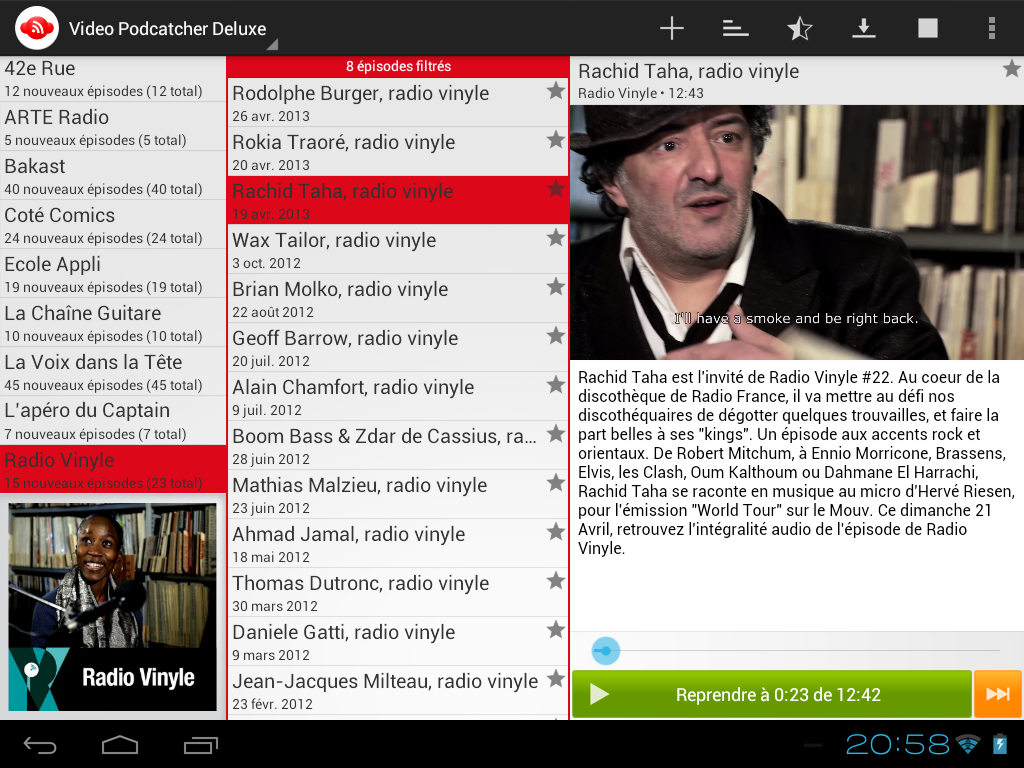 Video Podcatcher Deluxe
42e Rue
12 nouveaux épisodes (12 total)
ARTE Radio
5 nouveaux épisodes (5 total)
Bakast
40 nouveaux épisodes (40 total)
Coté Comics
24 nouveaux épisodes (24 total)
Ecole Appli
19 nouveaux épisodes (19 total)
La Chaîne Guitare
10 nouveaux épisodes (10 total)
La Voix dans la Tête
45 nouveaux épisodes (45 total)
L'apéro du Captain
7 nouveaux épisodes (7 total)
Radio Vinyle
15 nouveaux épisodes (23 total)
Radio Vinyle
8 épisodes filtrés
Rodolphe Burger, radio vinyle
26 avr. 2013
Rokia Traoré, radio vinyle
20 avr. 2013
Rachid Taha, radio vinyle
19 avr. 2013
Wax Tailor, radio vinyle
3 oct. 2012
Brian Molko, radio vinyle
22 août 2012
Geoff Barrow, radio vinyle
20 juil. 2012
Alain Chamfort, radio vinyle
9 juil. 2012
Boom Bass & Zdar de Cassius, ra...
28 juin 2012
Mathias Malzieu, radio vinyle
23 juin 2012
Ahmad Jamal, radio vinyle
18 mai 2012
Thomas Dutronc, radio vinyle
30 mars 2012
Daniele Gatti, radio vinyle
9 mars 2012
Jean-Jacques Milteau, radio vinyle
23 févr. 2012
Rachid Taha, radio vinyle
Radio Vinyle • 12:43
I'll have a smoke and be right back.
Rachid Taha est l'invité de Radio Vinyle #22. Au coeur de la
discothèque de Radio France, il va mettre au défi nos
discothéquaires de dégotter quelques trouvailles, et faire la
part belles à ses "kings". Un épisode aux accents rock et
orientaux. De Robert Mitchum, à Ennio Morricone, Brassens,
Elvis, les Clash, Oum Kalthoum ou Dahmane El Harrachi,
Rachid Taha se raconte en musique au micro d'Hervé Riesen,
pour l'émission "World Tour" sur le Mouv. Ce dimanche 21
Avril, retrouvez l'intégralité audio de l'épisode de Radio
Vinyle.
Reprendre à 0:23 de 12:42
20:58